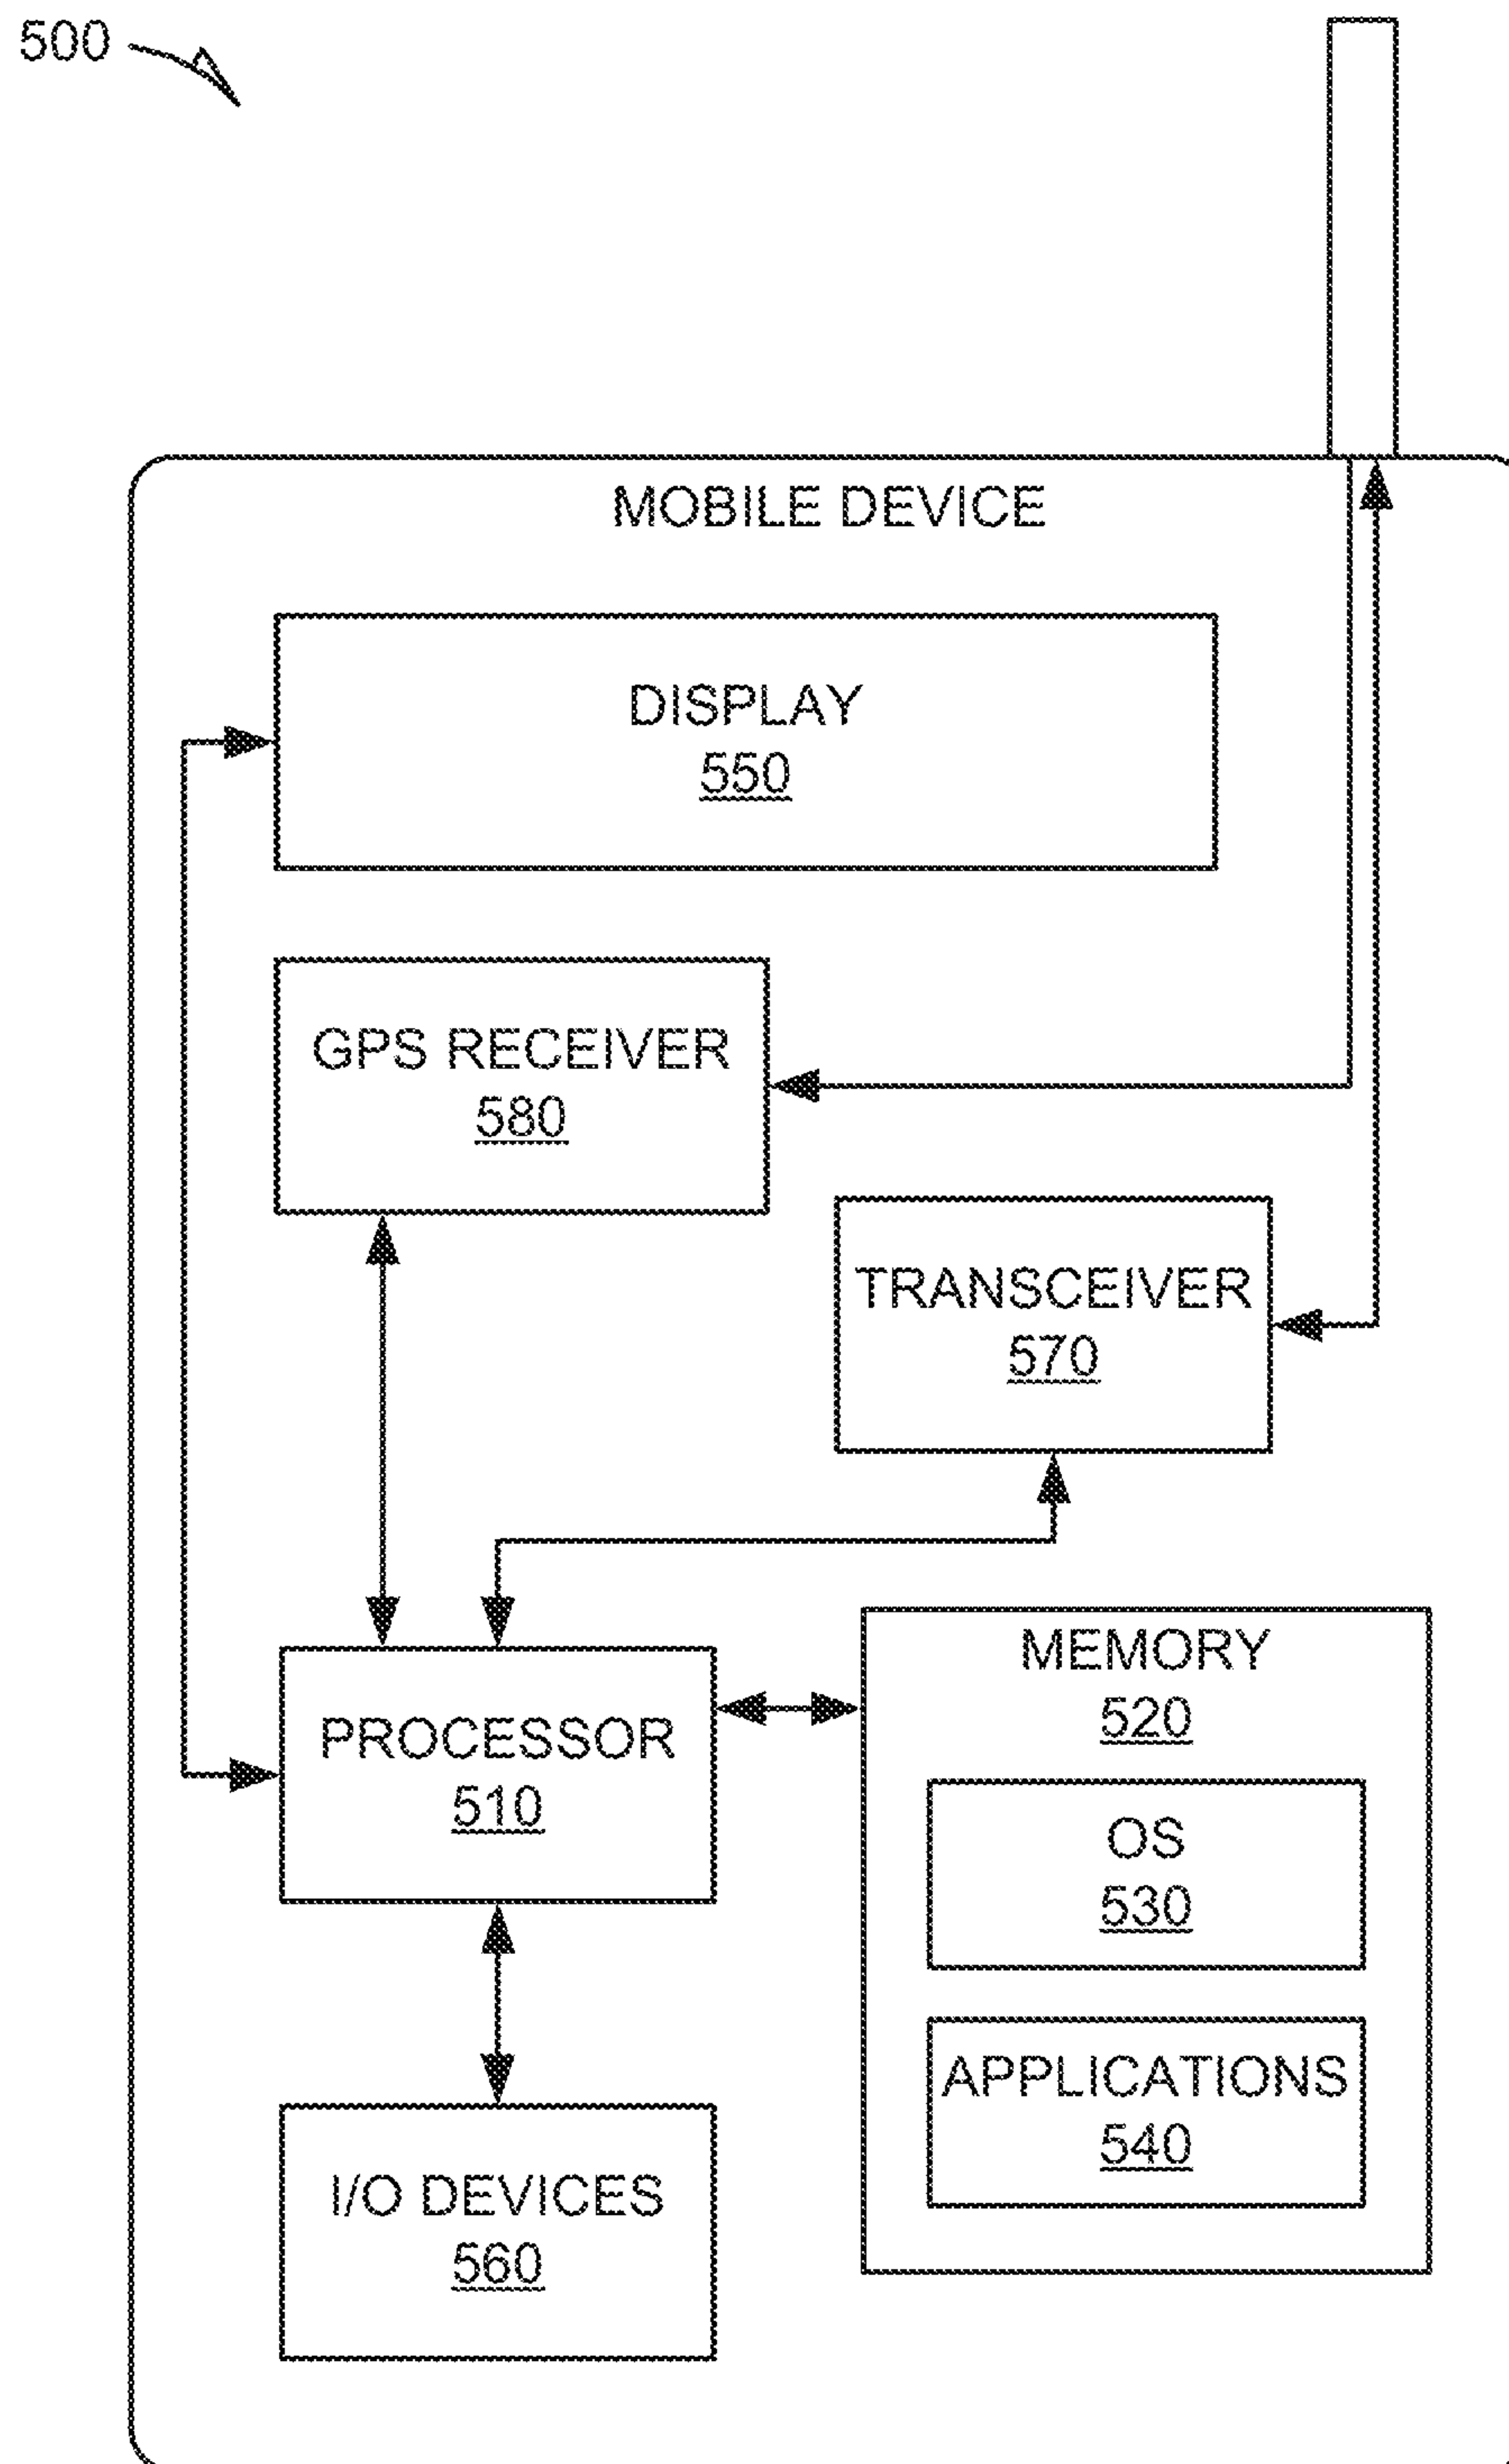 500
MOBILE DEVICE
DISPLAY
550
GPS RECEIVER
580
TRANSCEIVER
570
PROCESSOR
510
MEMORY
520
OS
530
APPLICATIONS
540
I/O DEVICES
560